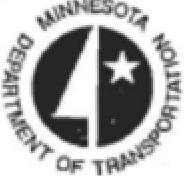 MINNESOTA
DEPARTMENT OF TRANSPORTATION